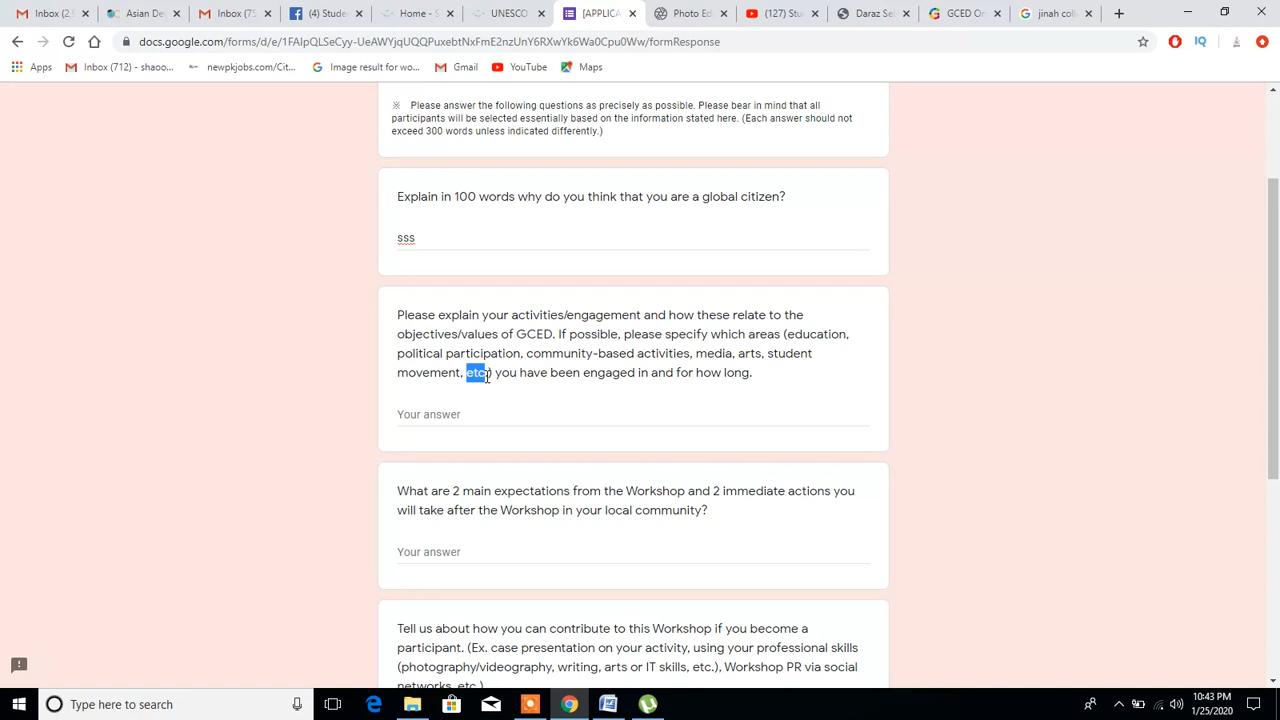 Inbox (2,5
Asian De
Inbox (75
(4) Stude
Home - S
UNESCO
[APPLICA
Photo Ed
(127) Stu
Daraz Sel
GCED On
jinah coll
docs.google.com/forms/d/e/1FAIpQLSeCyy-UeAWYjqUQQPuxebtNxFmE2nzUnY6RXwYk6Wa0Cpu0Ww/formResponse
Apps
Inbox (712) - shaoo...
newpkjobs.com/Cit...
Image result for wo...
Gmail
YouTube
Maps
※ Please answer the following questions as precisely as possible. Please bear in mind that all
participants will be selected essentially based on the information stated here. (Each answer should not
exceed 300 words unless indicated differently.)
Explain in 100 words why do you think that you are a global citizen?
sss
Please explain your activities/engagement and how these relate to the
objectives/values of GCED. If possible, please specify which areas (education,
political participation, community-based activities, media, arts, student
movement, etc) you have been engaged in and for how long.
Your answer
What are 2 main expectations from the Workshop and 2 immediate actions you
will take after the Workshop in your local community?
Your answer
Tell us about how you can contribute to this Workshop if you become a
participant. (Ex. case presentation on your activity, using your professional skills
(photography/videography, writing, arts or IT skills, etc.), Workshop PR via social
networks, etc.)
Type here to search
10:43 PM
1/25/2020